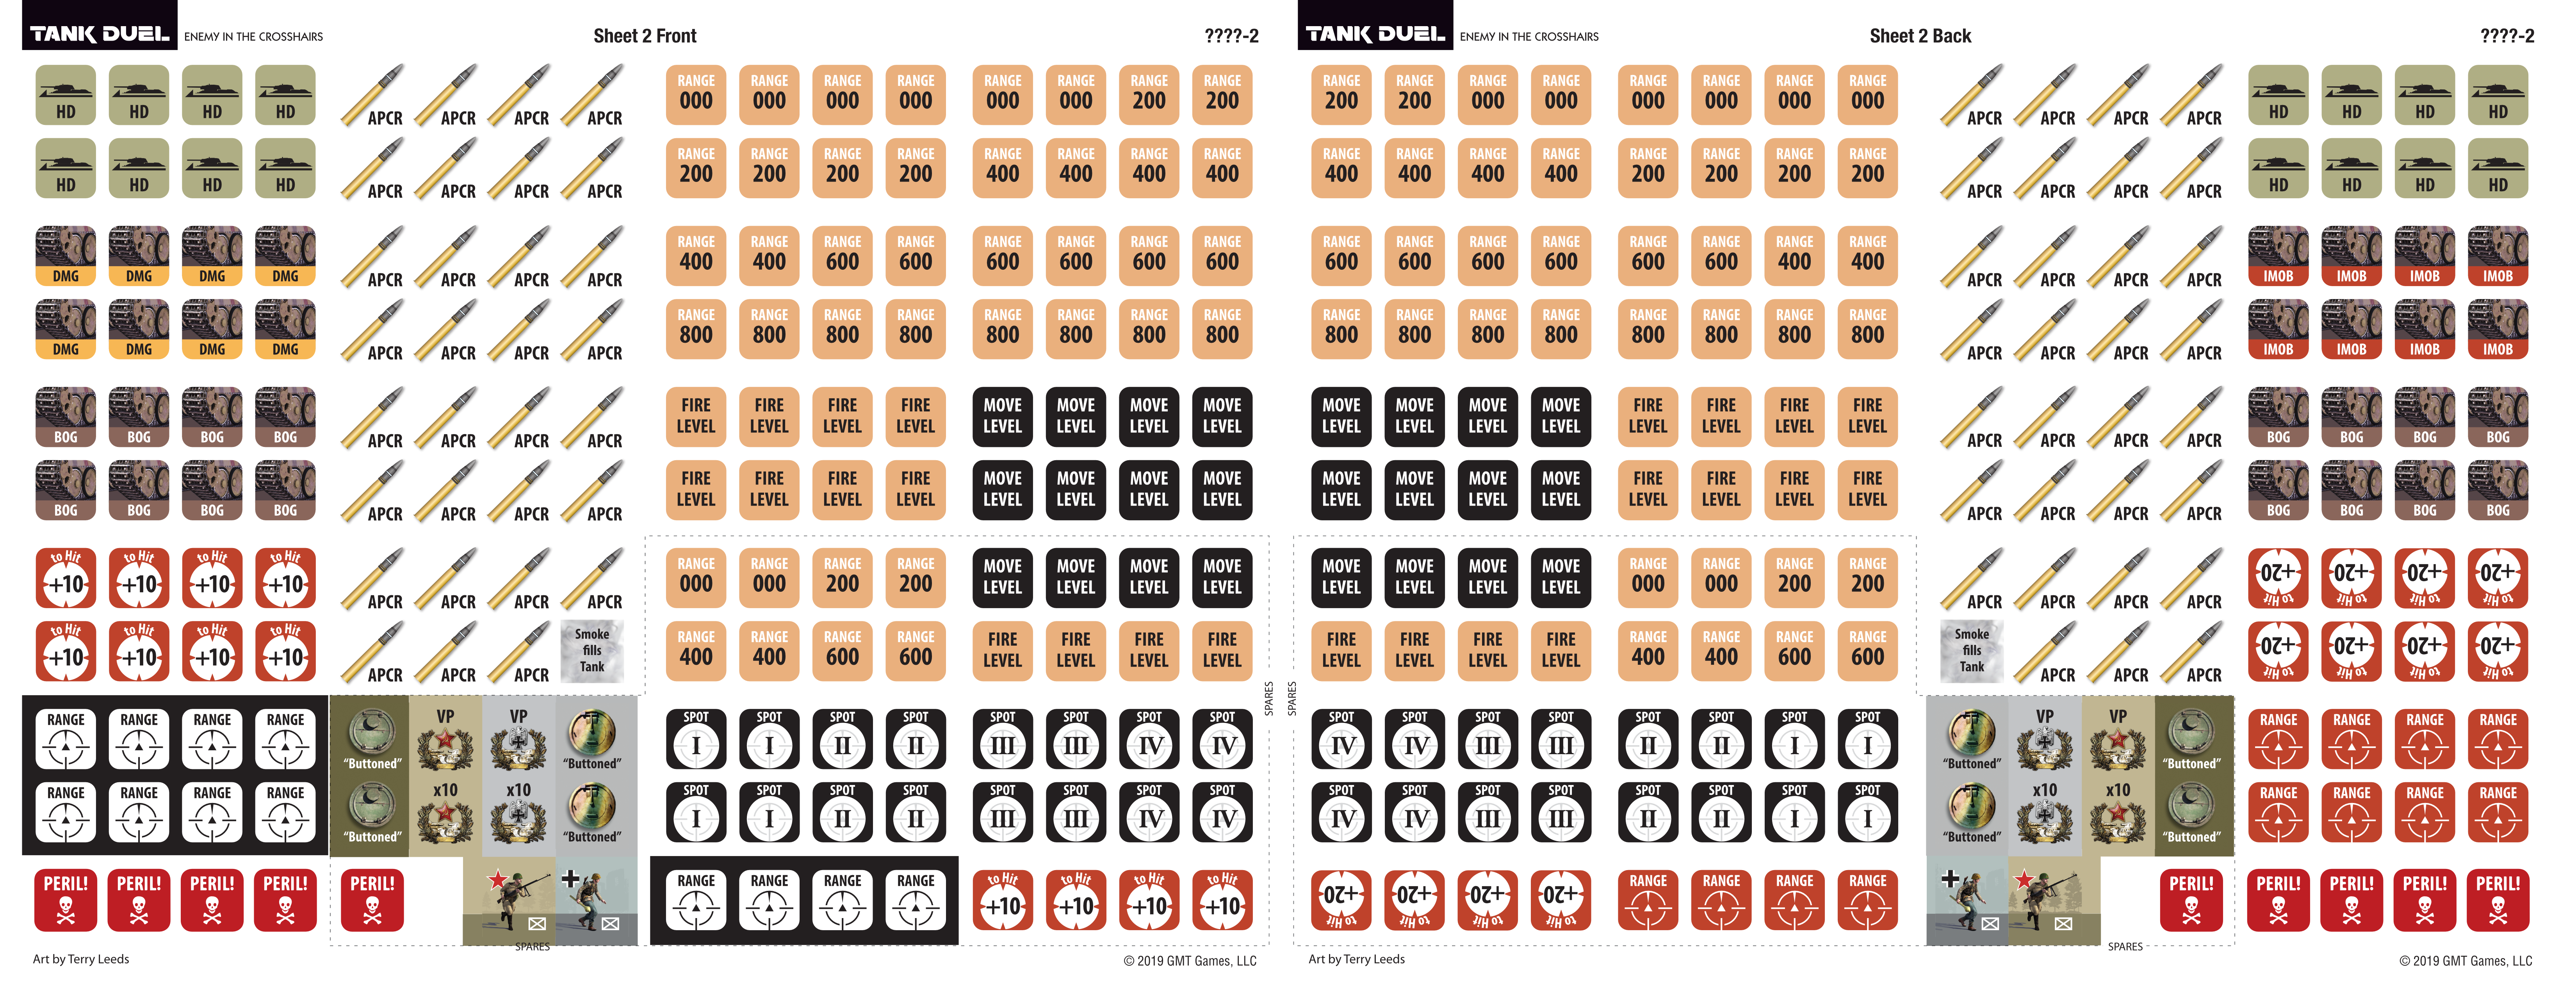 TANK DUEL ENEMY IN THE CROSSHAIRS Sheet 2 Front ????-2
HD HD HD HD APCR APCR APCR APCR RANGE 000 RANGE 000 RANGE 000 RANGE 000 RANGE 000 RANGE 000 RANGE 200 RANGE 200
HD HD HD HD APCR APCR APCR APCR RANGE 200 RANGE 200 RANGE 200 RANGE 200 RANGE 400 RANGE 400 RANGE 400 RANGE 400
DMG DMG DMG DMG APCR APCR APCR APCR RANGE 400 RANGE 400 RANGE 600 RANGE 600 RANGE 600 RANGE 600 RANGE 600 RANGE 600
DMG DMG DMG DMG APCR APCR APCR APCR RANGE 800 RANGE 800 RANGE 800 RANGE 800 RANGE 800 RANGE 800 RANGE 800 RANGE 800
BOG BOG BOG BOG APCR APCR APCR APCR FIRE LEVEL FIRE LEVEL FIRE LEVEL FIRE LEVEL MOVE LEVEL MOVE LEVEL MOVE LEVEL MOVE LEVEL
BOG BOG BOG BOG APCR APCR APCR APCR FIRE LEVEL FIRE LEVEL FIRE LEVEL FIRE LEVEL MOVE LEVEL MOVE LEVEL MOVE LEVEL MOVE LEVEL
to Hit +10 to Hit +10 to Hit +10 to Hit +10 APCR APCR APCR APCR RANGE 000 RANGE 000 RANGE 200 RANGE 200 MOVE LEVEL MOVE LEVEL MOVE LEVEL MOVE LEVEL
to Hit +10 to Hit +10 to Hit +10 to Hit +10 APCR APCR APCR Smoke fills Tank RANGE 400 RANGE 400 RANGE 600 RANGE 600 FIRE LEVEL FIRE LEVEL FIRE LEVEL FIRE LEVEL
SPARES
RANGE RANGE RANGE RANGE "Buttoned" VP VP "Buttoned" SPOT I SPOT I SPOT II SPOT II SPOT III SPOT III SPOT IV SPOT IV
RANGE RANGE RANGE RANGE "Buttoned" x10 x10 "Buttoned" SPOT I SPOT I SPOT II SPOT II SPOT III SPOT III SPOT IV SPOT IV
PERIL! PERIL! PERIL! PERIL! PERIL! RANGE RANGE RANGE RANGE to Hit +10 to Hit +10 to Hit +10 to Hit +10
SPARES
Art by Terry Leeds © 2019 GMT Games, LLC
TANK DUEL ENEMY IN THE CROSSHAIRS Sheet 2 Back ????-2
RANGE 200 RANGE 200 RANGE 000 RANGE 000 RANGE 000 RANGE 000 RANGE 000 RANGE 000 APCR APCR APCR APCR HD HD HD HD
RANGE 400 RANGE 400 RANGE 400 RANGE 400 RANGE 200 RANGE 200 RANGE 200 RANGE 200 APCR APCR APCR APCR HD HD HD HD
RANGE 600 RANGE 600 RANGE 600 RANGE 600 RANGE 600 RANGE 600 RANGE 400 RANGE 400 APCR APCR APCR APCR IMOB IMOB IMOB IMOB
RANGE 800 RANGE 800 RANGE 800 RANGE 800 RANGE 800 RANGE 800 RANGE 800 RANGE 800 APCR APCR APCR APCR IMOB IMOB IMOB IMOB
MOVE LEVEL MOVE LEVEL MOVE LEVEL MOVE LEVEL FIRE LEVEL FIRE LEVEL FIRE LEVEL FIRE LEVEL APCR APCR APCR APCR BOG BOG BOG BOG
MOVE LEVEL MOVE LEVEL MOVE LEVEL MOVE LEVEL FIRE LEVEL FIRE LEVEL FIRE LEVEL FIRE LEVEL APCR APCR APCR APCR BOG BOG BOG BOG
MOVE LEVEL MOVE LEVEL MOVE LEVEL MOVE LEVEL RANGE 000 RANGE 000 RANGE 200 RANGE 200 APCR APCR APCR APCR to Hit +20 to Hit +20 to Hit +20 to Hit +20
FIRE LEVEL FIRE LEVEL FIRE LEVEL FIRE LEVEL RANGE 400 RANGE 400 RANGE 600 RANGE 600 Smoke fills Tank APCR APCR APCR to Hit +20 to Hit +20 to Hit +20 to Hit +20
SPARES
SPOT IV SPOT IV SPOT III SPOT III SPOT II SPOT II SPOT I SPOT I "Buttoned" VP VP "Buttoned" RANGE RANGE RANGE RANGE
SPOT IV SPOT IV SPOT III SPOT III SPOT II SPOT II SPOT I SPOT I "Buttoned" x10 x10 "Buttoned" RANGE RANGE RANGE RANGE
to Hit +20 to Hit +20 to Hit +20 to Hit +20 RANGE RANGE RANGE RANGE PERIL! PERIL! PERIL! PERIL! PERIL!
SPARES
Art by Terry Leeds © 2019 GMT Games, LLC